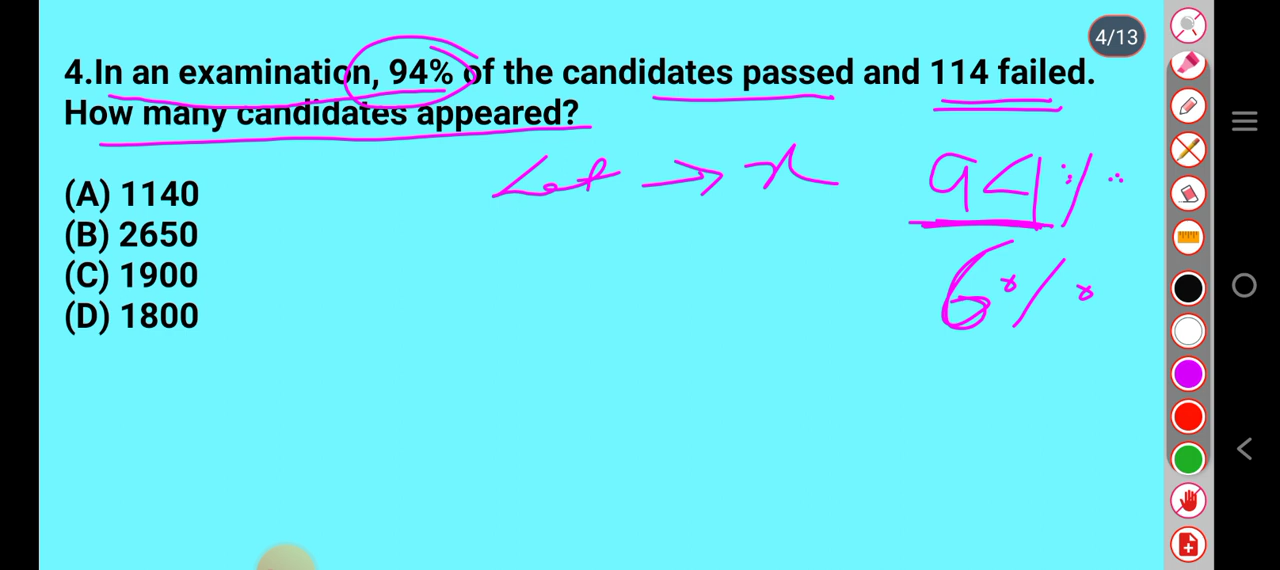 4/13
4.In an examination, 94% of the candidates passed and 114 failed.
How many candidates appeared?
Let → x
94%
6%
(A) 1140
(B) 2650
(C) 1900
(D) 1800